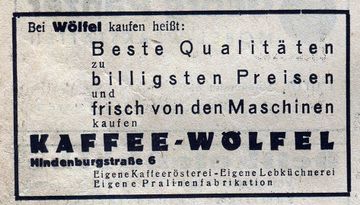 Bei Wölfel kaufen heißt:
Beste Qualitäten
zu
billigsten Preisen
und
frisch von den Maschinen
kaufen
KAFFEE-WÖLFEL
Hindenburgstraße 6
Eigene Kaffeerösterei - Eigene Lebküchnerei
Eigene Pralinenfabrikation